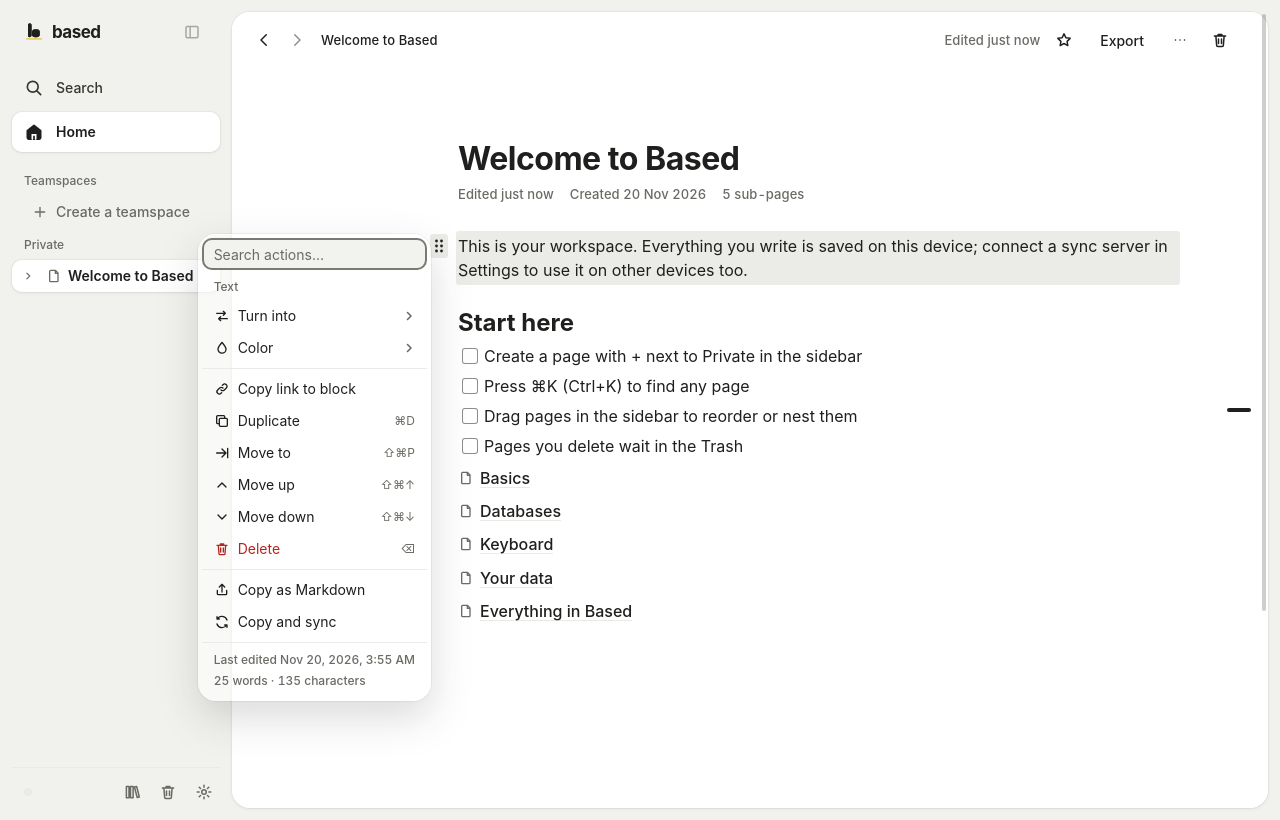 based
Search
Home
Teamspaces
Create a teamspace
Private
Welcome to Based
Welcome to Based
Edited just now
Export
Welcome to Based
Edited just now Created 20 Nov 2026 5 sub-pages
This is your workspace. Everything you write is saved on this device; connect a sync server in
Settings to use it on other devices too.
Start here
Create a page with + next to Private in the sidebar
Press ⌘K (Ctrl+K) to find any page
Drag pages in the sidebar to reorder or nest them
Pages you delete wait in the Trash
Basics
Databases
Keyboard
Your data
Everything in Based
Search actions...
Text
Turn into
Color
Copy link to block
Duplicate ⌘D
Move to ⇧⌘P
Move up ⇧⌘↑
Move down ⇧⌘↓
Delete ⌫
Copy as Markdown
Copy and sync
Last edited Nov 20, 2026, 3:55 AM
25 words · 135 characters